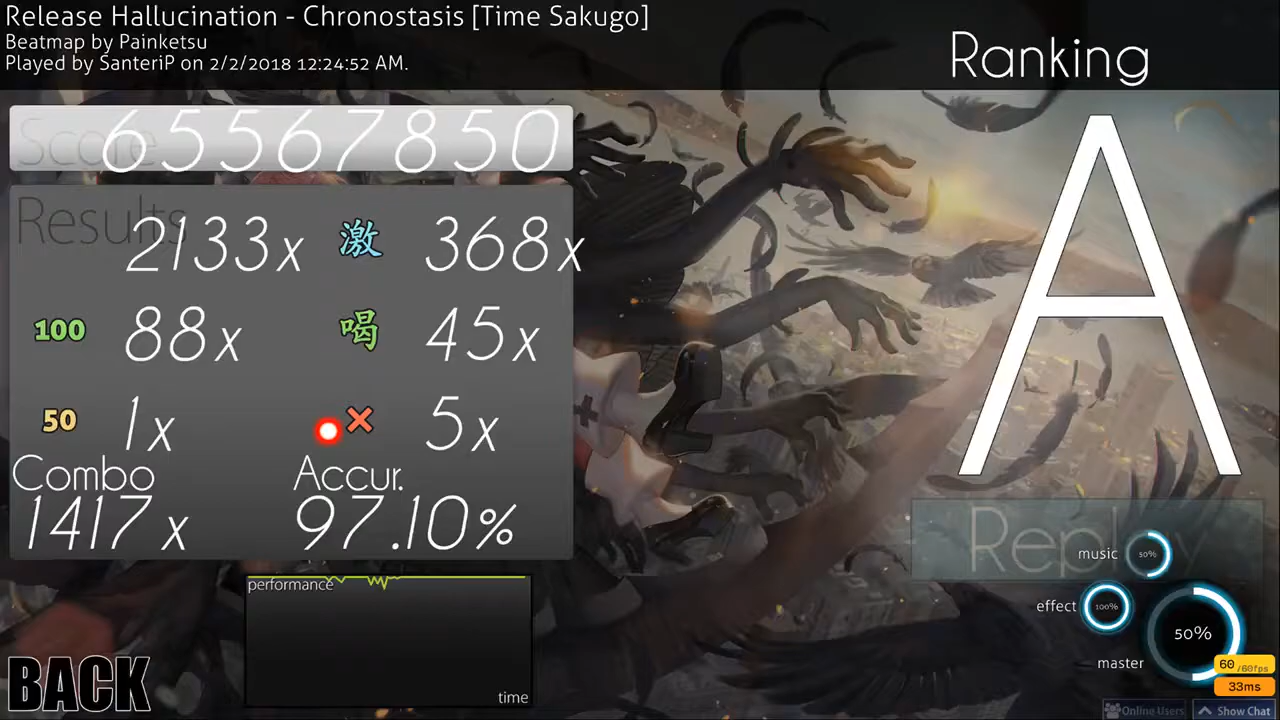 Release Hallucination - Chronostasis [Time Sakugo]
Beatmap by Painketsu
Played by SanteriP on 2/2/2018 12:24:52 AM.
Ranking
Score 65567850
Results
2133x 激 368x
100 88x 喝 45x
50 1x 5x
Combo Accur.
1417x 97.10%
A
Replay
performance
time
music 50%
effect 100%
master 50%
60/60fps
33ms
BACK
Online Users
Show Chat